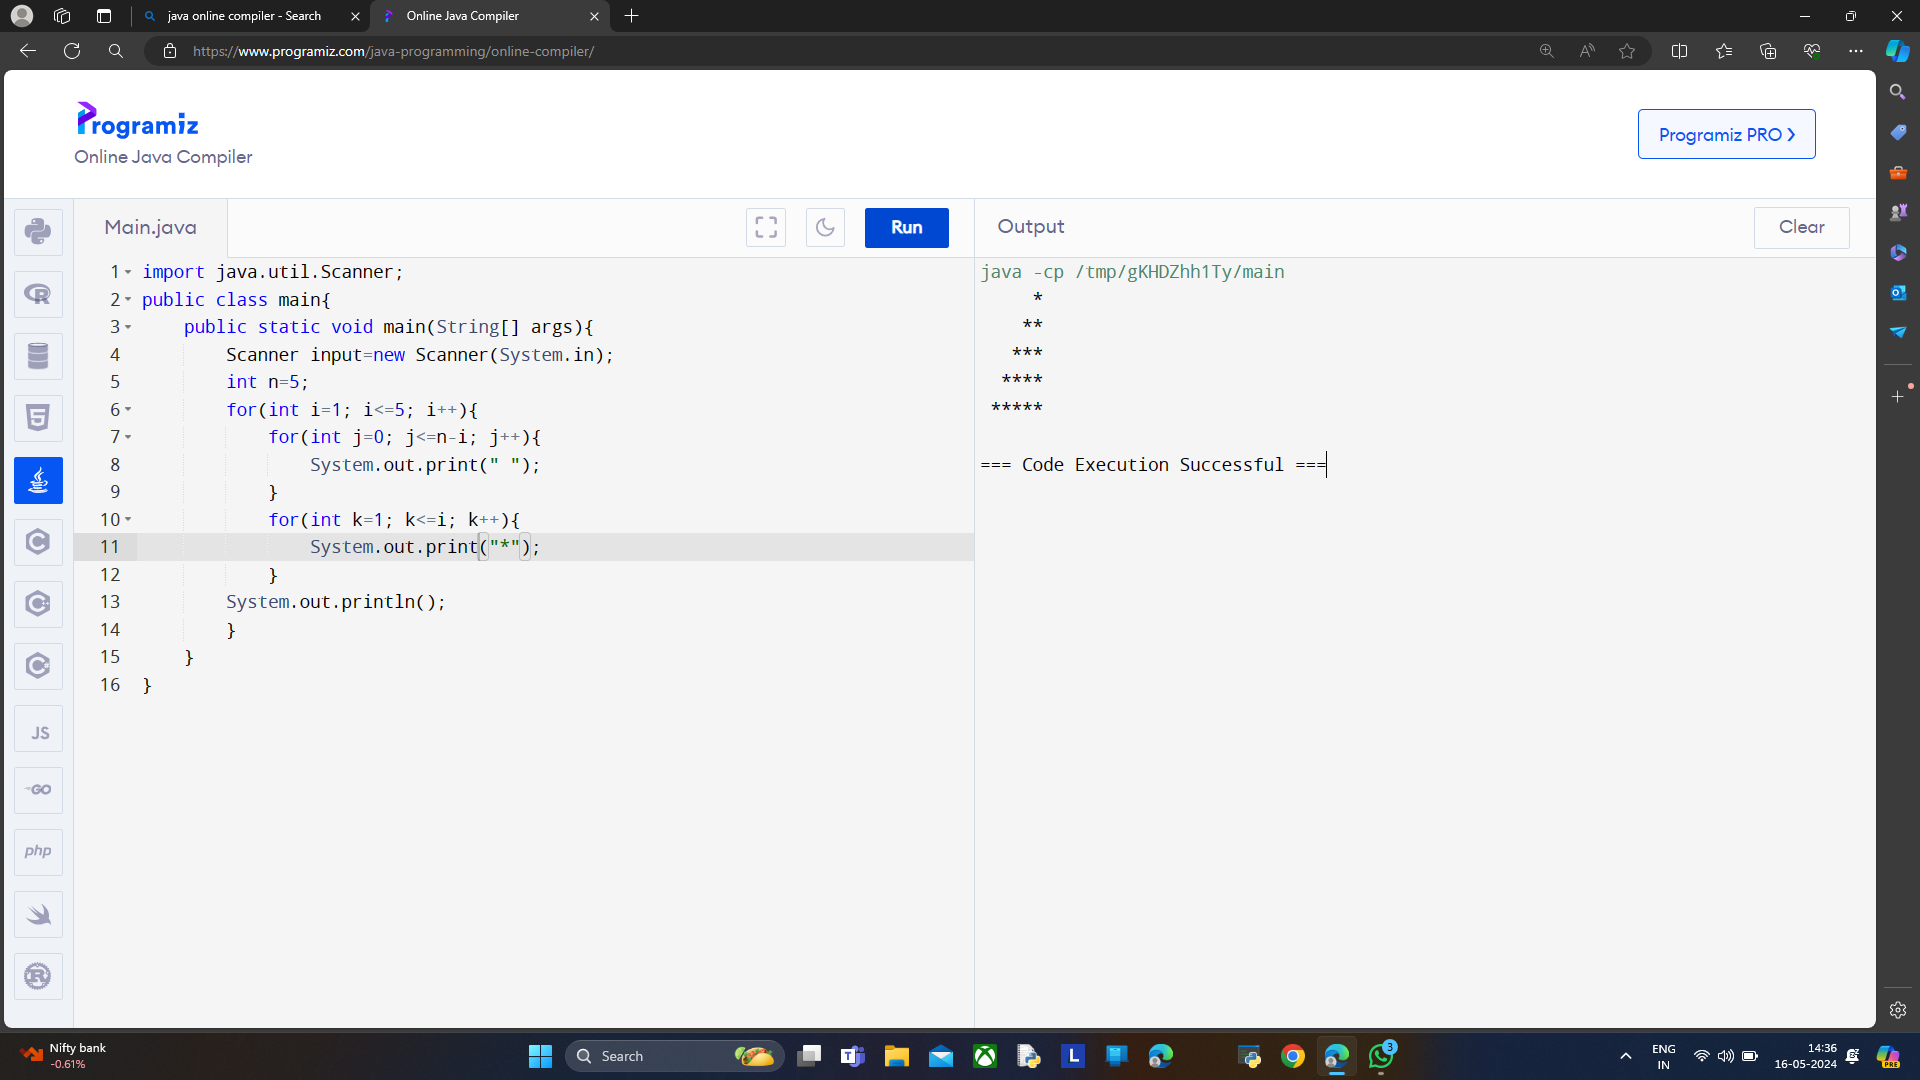 java online compiler - Search
Online Java Compiler
https://www.programiz.com/java-programming/online-compiler/
Programiz
Online Java Compiler
Programiz PRO ›
Main.java
Run
Output
Clear
1 import java.util.Scanner;
2 public class main{
3 public static void main(String[] args){
4 Scanner input=new Scanner(System.in);
5 int n=5;
6 for(int i=1; i<=5; i++){
7 for(int j=0; j<=n-i; j++){
8 System.out.print(" ");
9 }
10 for(int k=1; k<=i; k++){
11 System.out.print("*");
12 }
13 System.out.println();
14 }
15 }
16 }
java -cp /tmp/gKHDZhh1Ty/main
     *
    **
   ***
  ****
 *****
=== Code Execution Successful ===
R
5
C
C
C
JS
GO
php
R
Nifty bank
-0.61%
Search
T
L
3
ENG
IN
14:36
16-05-2024
PRE